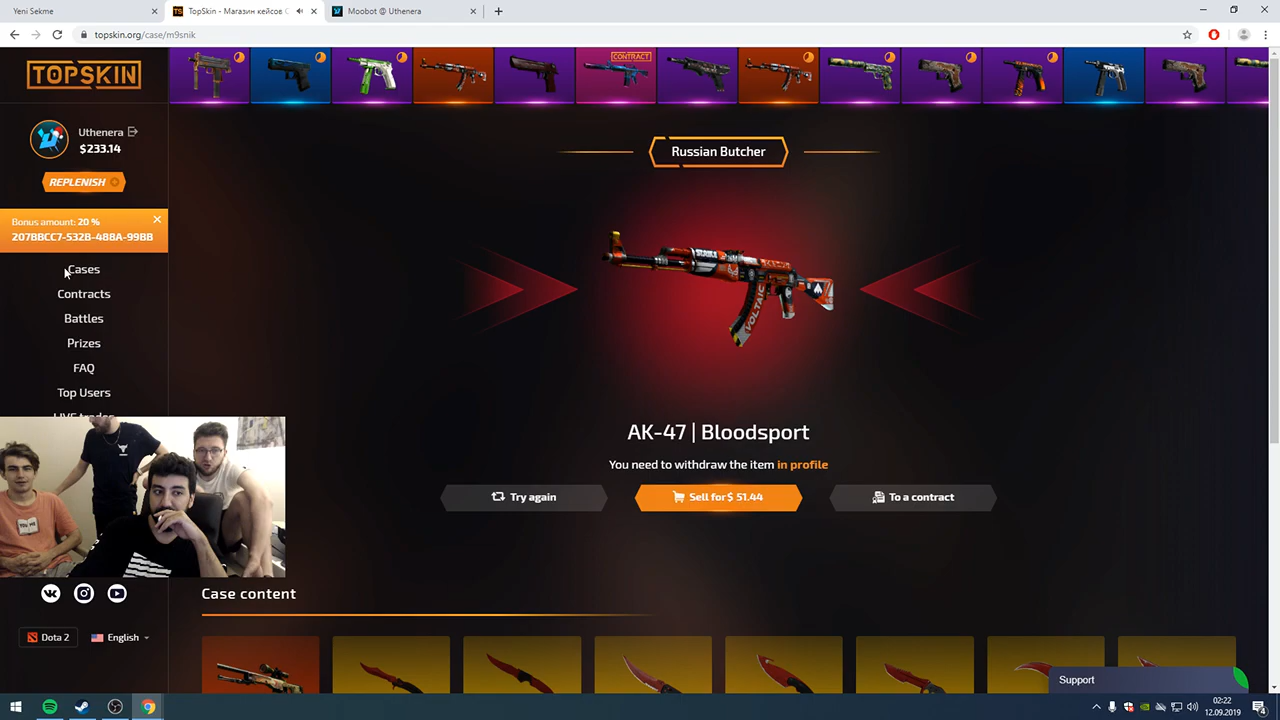 Yeni Sekme
TopSkin - Магазин кейсов С
Moobot @ Uthenera
topskin.org/case/m9snik
TOPSKIN
CONTRACT
Uthenera
$233.14
REPLENISH
Bonus amount: 20 %
207BBCC7-532B-488A-99BB
Cases
Contracts
Battles
Prizes
FAQ
Top Users
LIVE trades
Dota 2
English
Russian Butcher
VOLTAIC
AK-47 | Bloodsport
You need to withdraw the item in profile
Try again
Sell for $ 51.44
To a contract
Case content
Support
02:22
12.09.2019
4